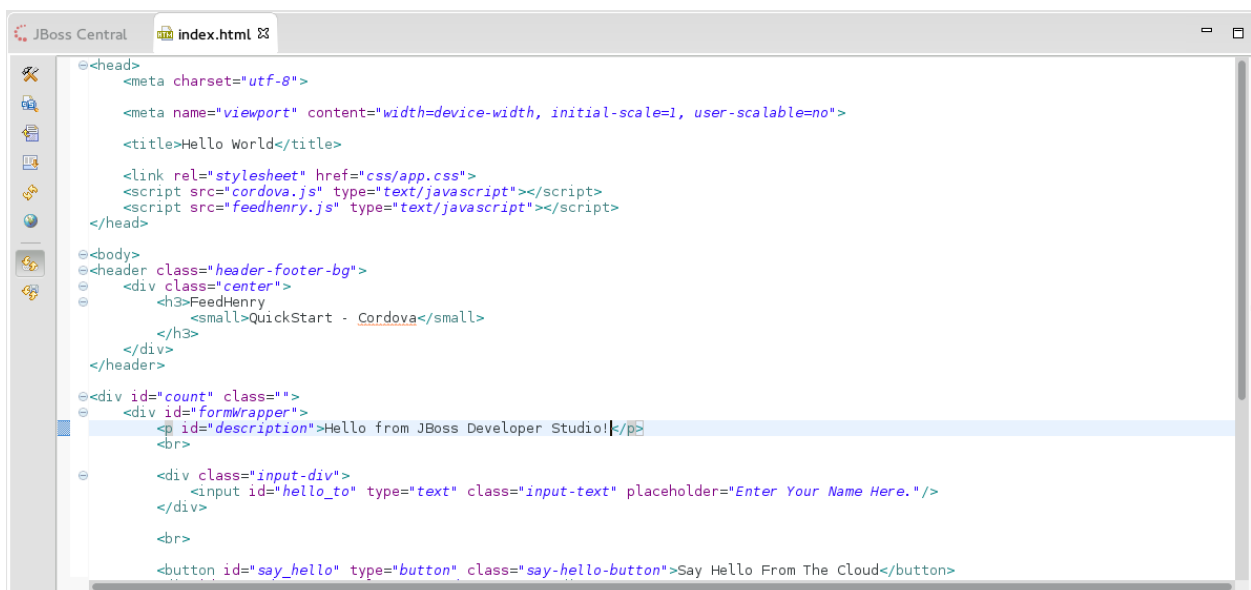 JBoss Central index.html
<head>
<meta charset="utf-8">
<meta name="viewport" content="width=device-width, initial-scale=1, user-scalable=no">
<title>Hello World</title>
<link rel="stylesheet" href="css/app.css">
<script src="cordova.js" type="text/javascript"></script>
<script src="feedhenry.js" type="text/javascript"></script>
</head>
<body>
<header class="header-footer-bg">
<div class="center">
<h3>FeedHenry
<small>QuickStart - Cordova</small>
</h3>
</div>
</header>
<div id="count" class="">
<div id="formWrapper">
<p id="description">Hello from JBoss Developer Studio!</p>
<br>
<div class="input-div">
<input id="hello_to" type="text" class="input-text" placeholder="Enter Your Name Here."/>
</div>
<br>
<button id="say_hello" type="button" class="say-hello-button">Say Hello From The Cloud</button>